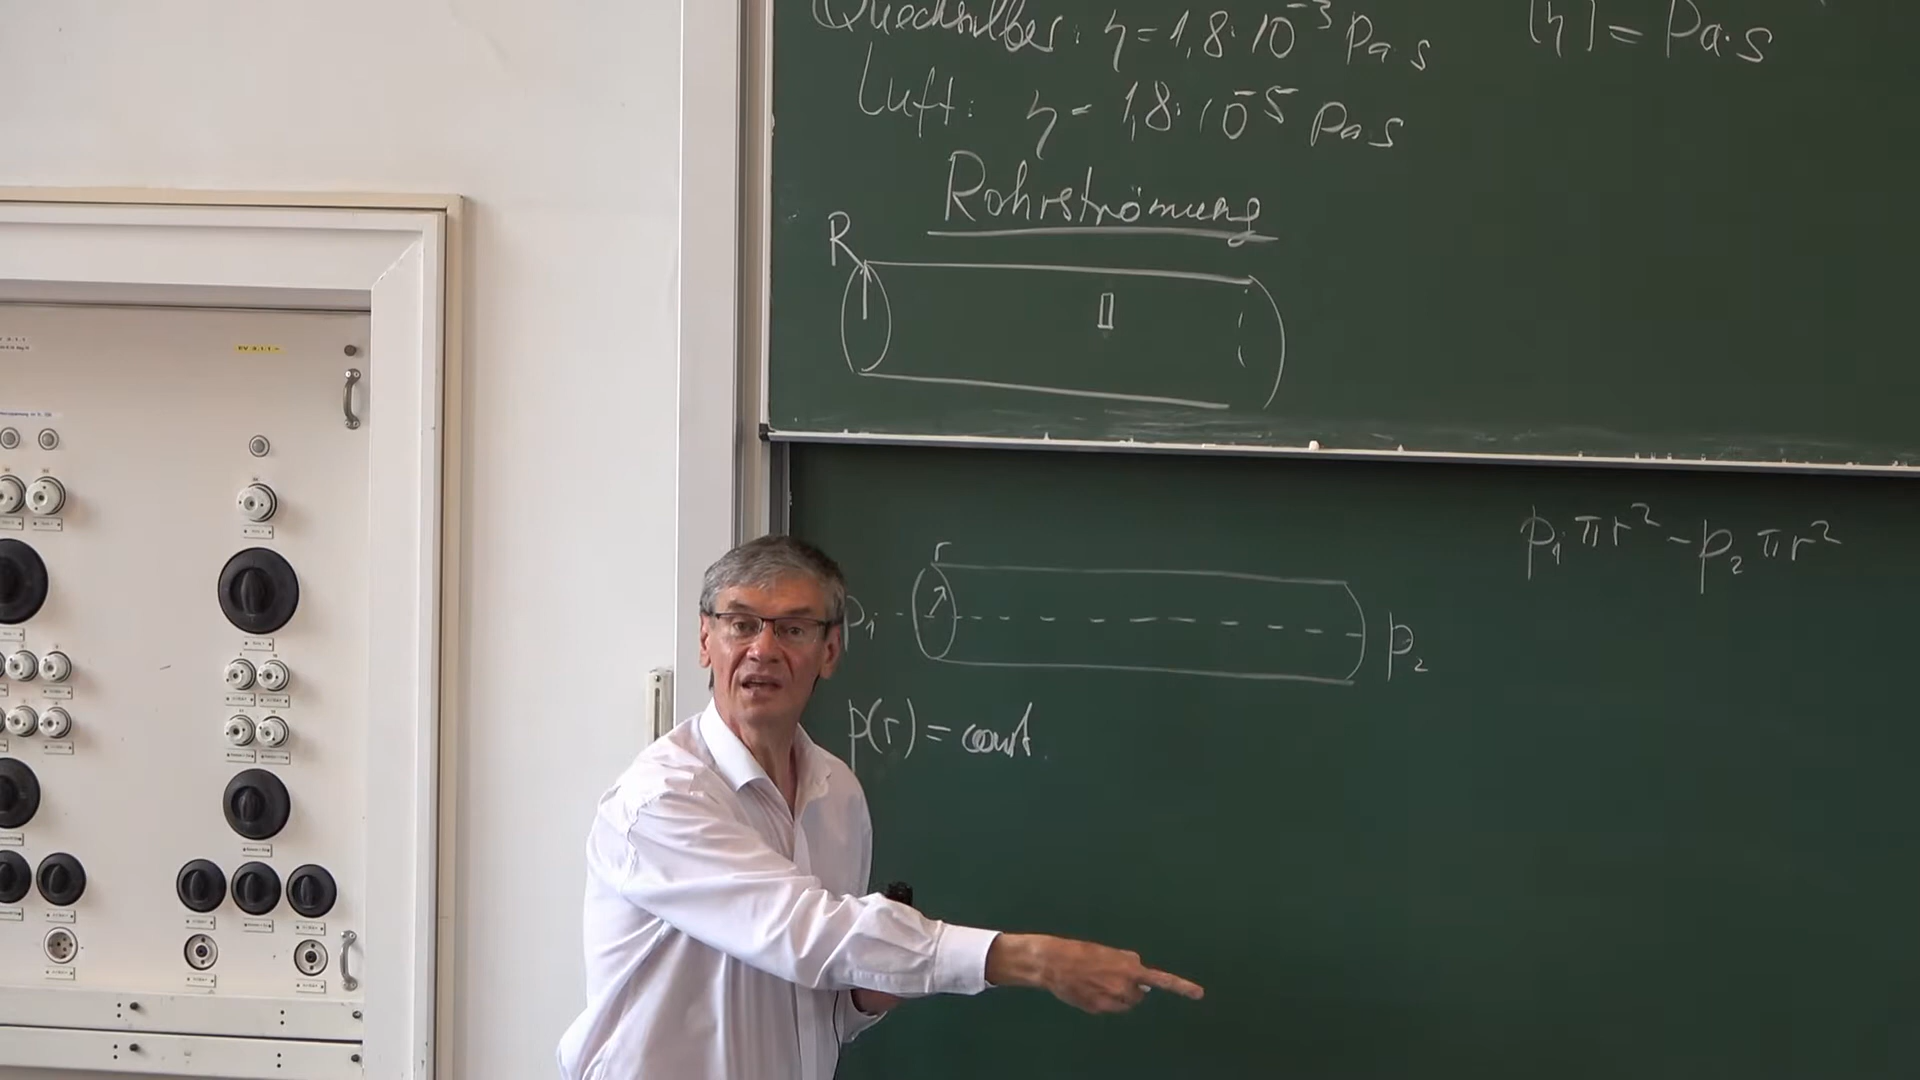 Quecksilber: η = 1,8·10⁻³ Pa·s
[η] = Pa·s
Luft: η = 1,8·10⁻⁵ Pa s
Rohrströmung
R
p₁πr² - p₂πr²
r
p₁
p₂
p(r) = const.